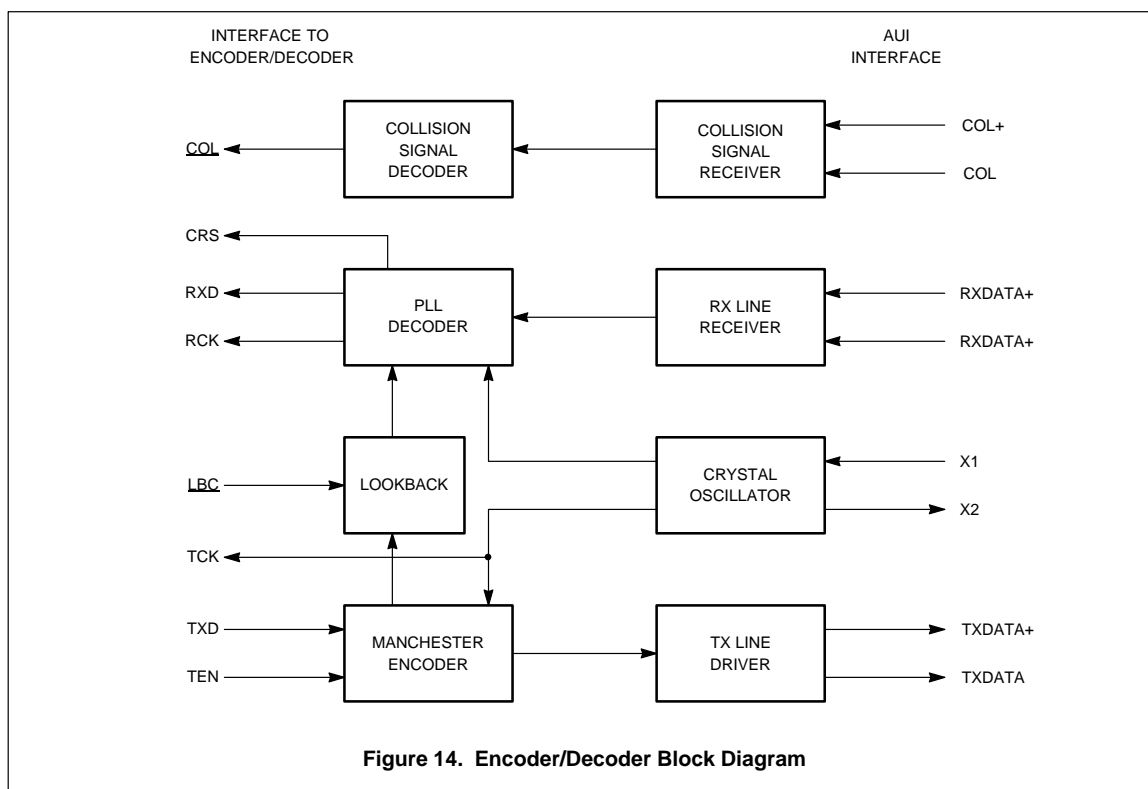 INTERFACE TO
ENCODER/DECODER
AUI
INTERFACE
COL
COLLISION
SIGNAL
DECODER
COLLISION
SIGNAL
RECEIVER
COL+
COL
CRS
RXD
RCK
PLL
DECODER
RX LINE
RECEIVER
RXDATA+
RXDATA+
LBC
LOOKBACK
CRYSTAL
OSCILLATOR
X1
X2
TCK
TXD
TEN
MANCHESTER
ENCODER
TX LINE
DRIVER
TXDATA+
TXDATA
Figure 14. Encoder/Decoder Block Diagram